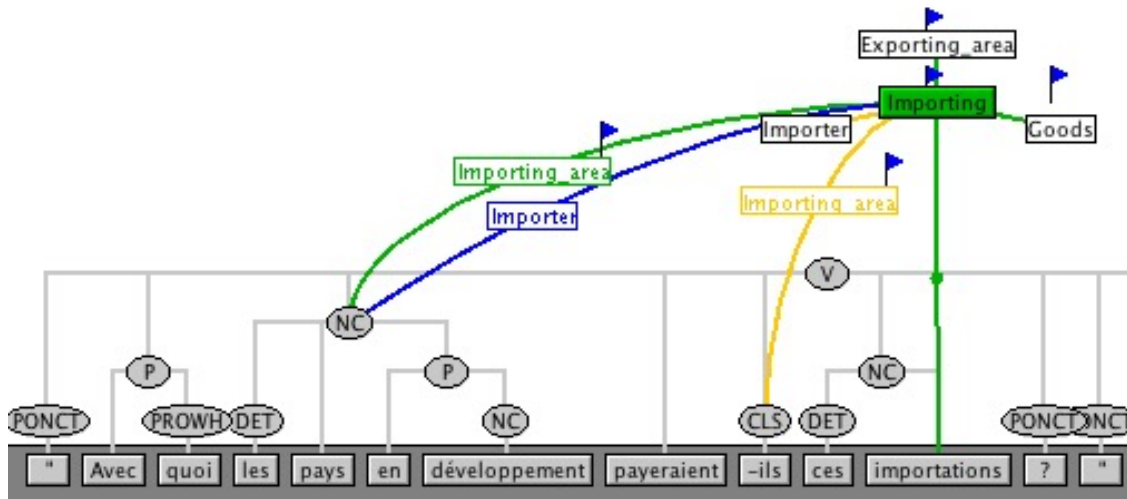 Exporting_area
Importing
Importer Goods
Importing_area
Importing_area
Importer
V
NC
P P NC
PONCT PROWH DET NC CLS DET PONCT ONCT
" Avec quoi les pays en développement payeraient -ils ces importations ? "